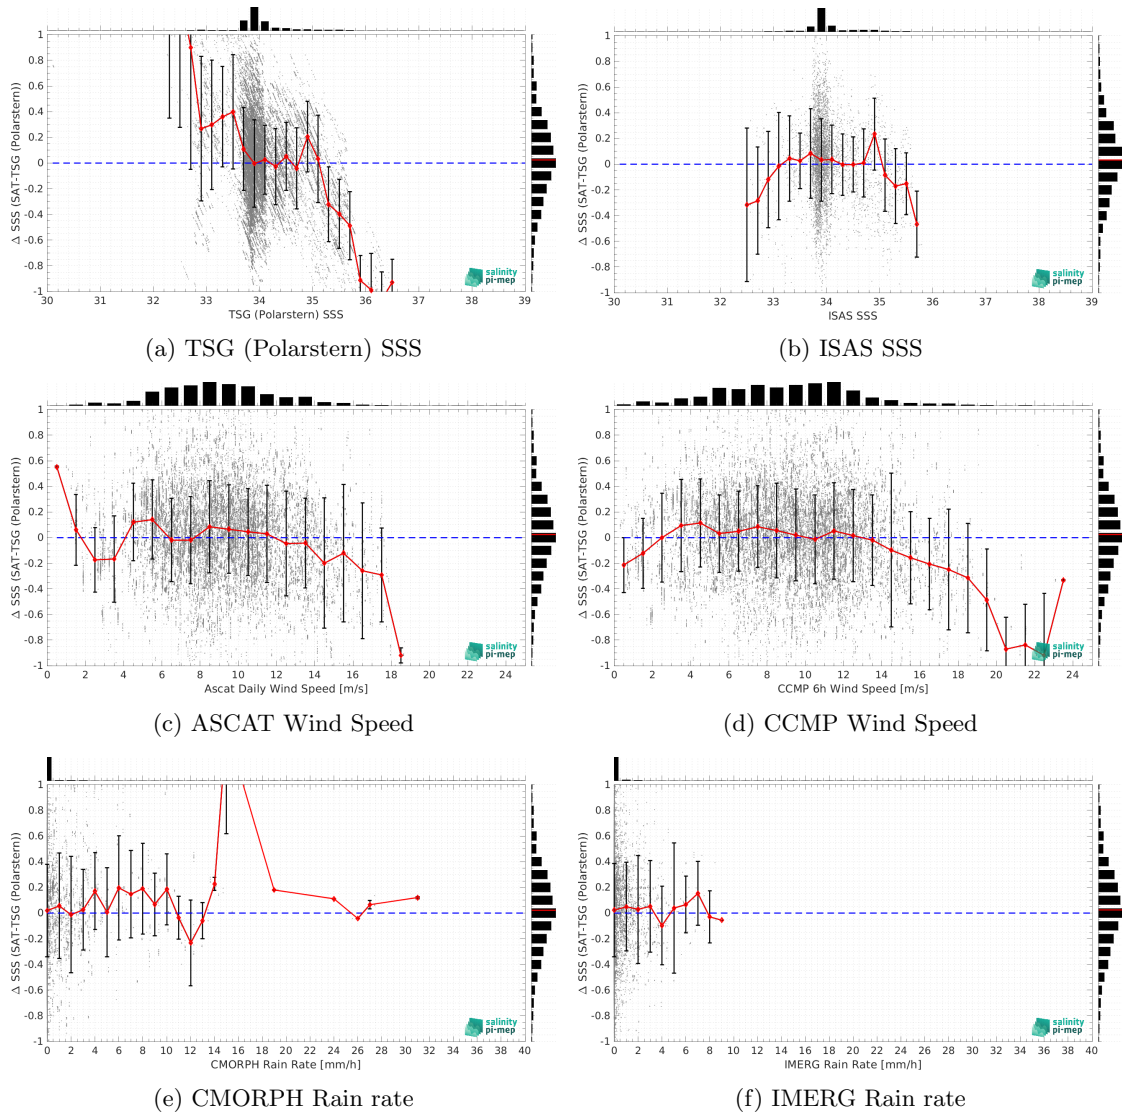 1
0.8
0.6
0.4
0.2
0
-0.2
-0.4
-0.6
-0.8
-1
Δ SSS (SAT-TSG (Polarstern))
30 31 32 33 34 35 36 37 38 39
TSG (Polarstern) SSS
salinity
pi-mep
(a) TSG (Polarstern) SSS
1
0.8
0.6
0.4
0.2
0
-0.2
-0.4
-0.6
-0.8
-1
Δ SSS (SAT-TSG (Polarstern))
30 31 32 33 34 35 36 37 38 39
ISAS SSS
salinity
pi-mep
(b) ISAS SSS
1
0.8
0.6
0.4
0.2
0
-0.2
-0.4
-0.6
-0.8
-1
Δ SSS (SAT-TSG (Polarstern))
0 2 4 6 8 10 12 14 16 18 20 22 24
Ascat Daily Wind Speed [m/s]
salinity
pi-mep
(c) ASCAT Wind Speed
1
0.8
0.6
0.4
0.2
0
-0.2
-0.4
-0.6
-0.8
-1
Δ SSS (SAT-TSG (Polarstern))
0 2 4 6 8 10 12 14 16 18 20 22 24
CCMP 6h Wind Speed [m/s]
salinity
pi-mep
(d) CCMP Wind Speed
1
0.8
0.6
0.4
0.2
0
-0.2
-0.4
-0.6
-0.8
-1
Δ SSS (SAT-TSG (Polarstern))
0 2 4 6 8 10 12 14 16 18 20 22 24 26 28 30 32 34 36 38 40
CMORPH Rain Rate [mm/h]
salinity
pi-mep
(e) CMORPH Rain rate
1
0.8
0.6
0.4
0.2
0
-0.2
-0.4
-0.6
-0.8
-1
Δ SSS (SAT-TSG (Polarstern))
0 2 4 6 8 10 12 14 16 18 20 22 24 26 28 30 32 34 36 38 40
IMERG Rain Rate [mm/h]
salinity
pi-mep
(f) IMERG Rain rate